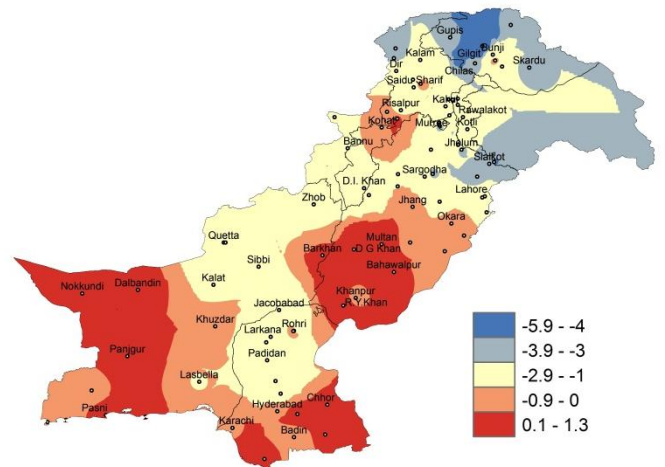 Gupis
Kalam
Gilgit
Bunji
Dir
Chilas
Skardu
Saidu Sharif
Risalpur
Kakul
Rawalakot
Kohat
Murree
Kotli
Bannu
Jhelum
Sialkot
D.I. Khan
Sargodha
Zhob
Lahore
Jhang
Okara
Quetta
Multan
Barkhan
D G Khan
Sibbi
Bahawalpur
Nokkundi
Dalbandin
Kalat
Khanpur
R Y Khan
Jacobabad
Khuzdar
Larkana
Rohri
Panjgur
Padidan
Lasbella
Pasni
Hyderabad
Chhor
Karachi
Badin
-5.9 - -4
-3.9 - -3
-2.9 - -1
-0.9 - 0
0.1 - 1.3